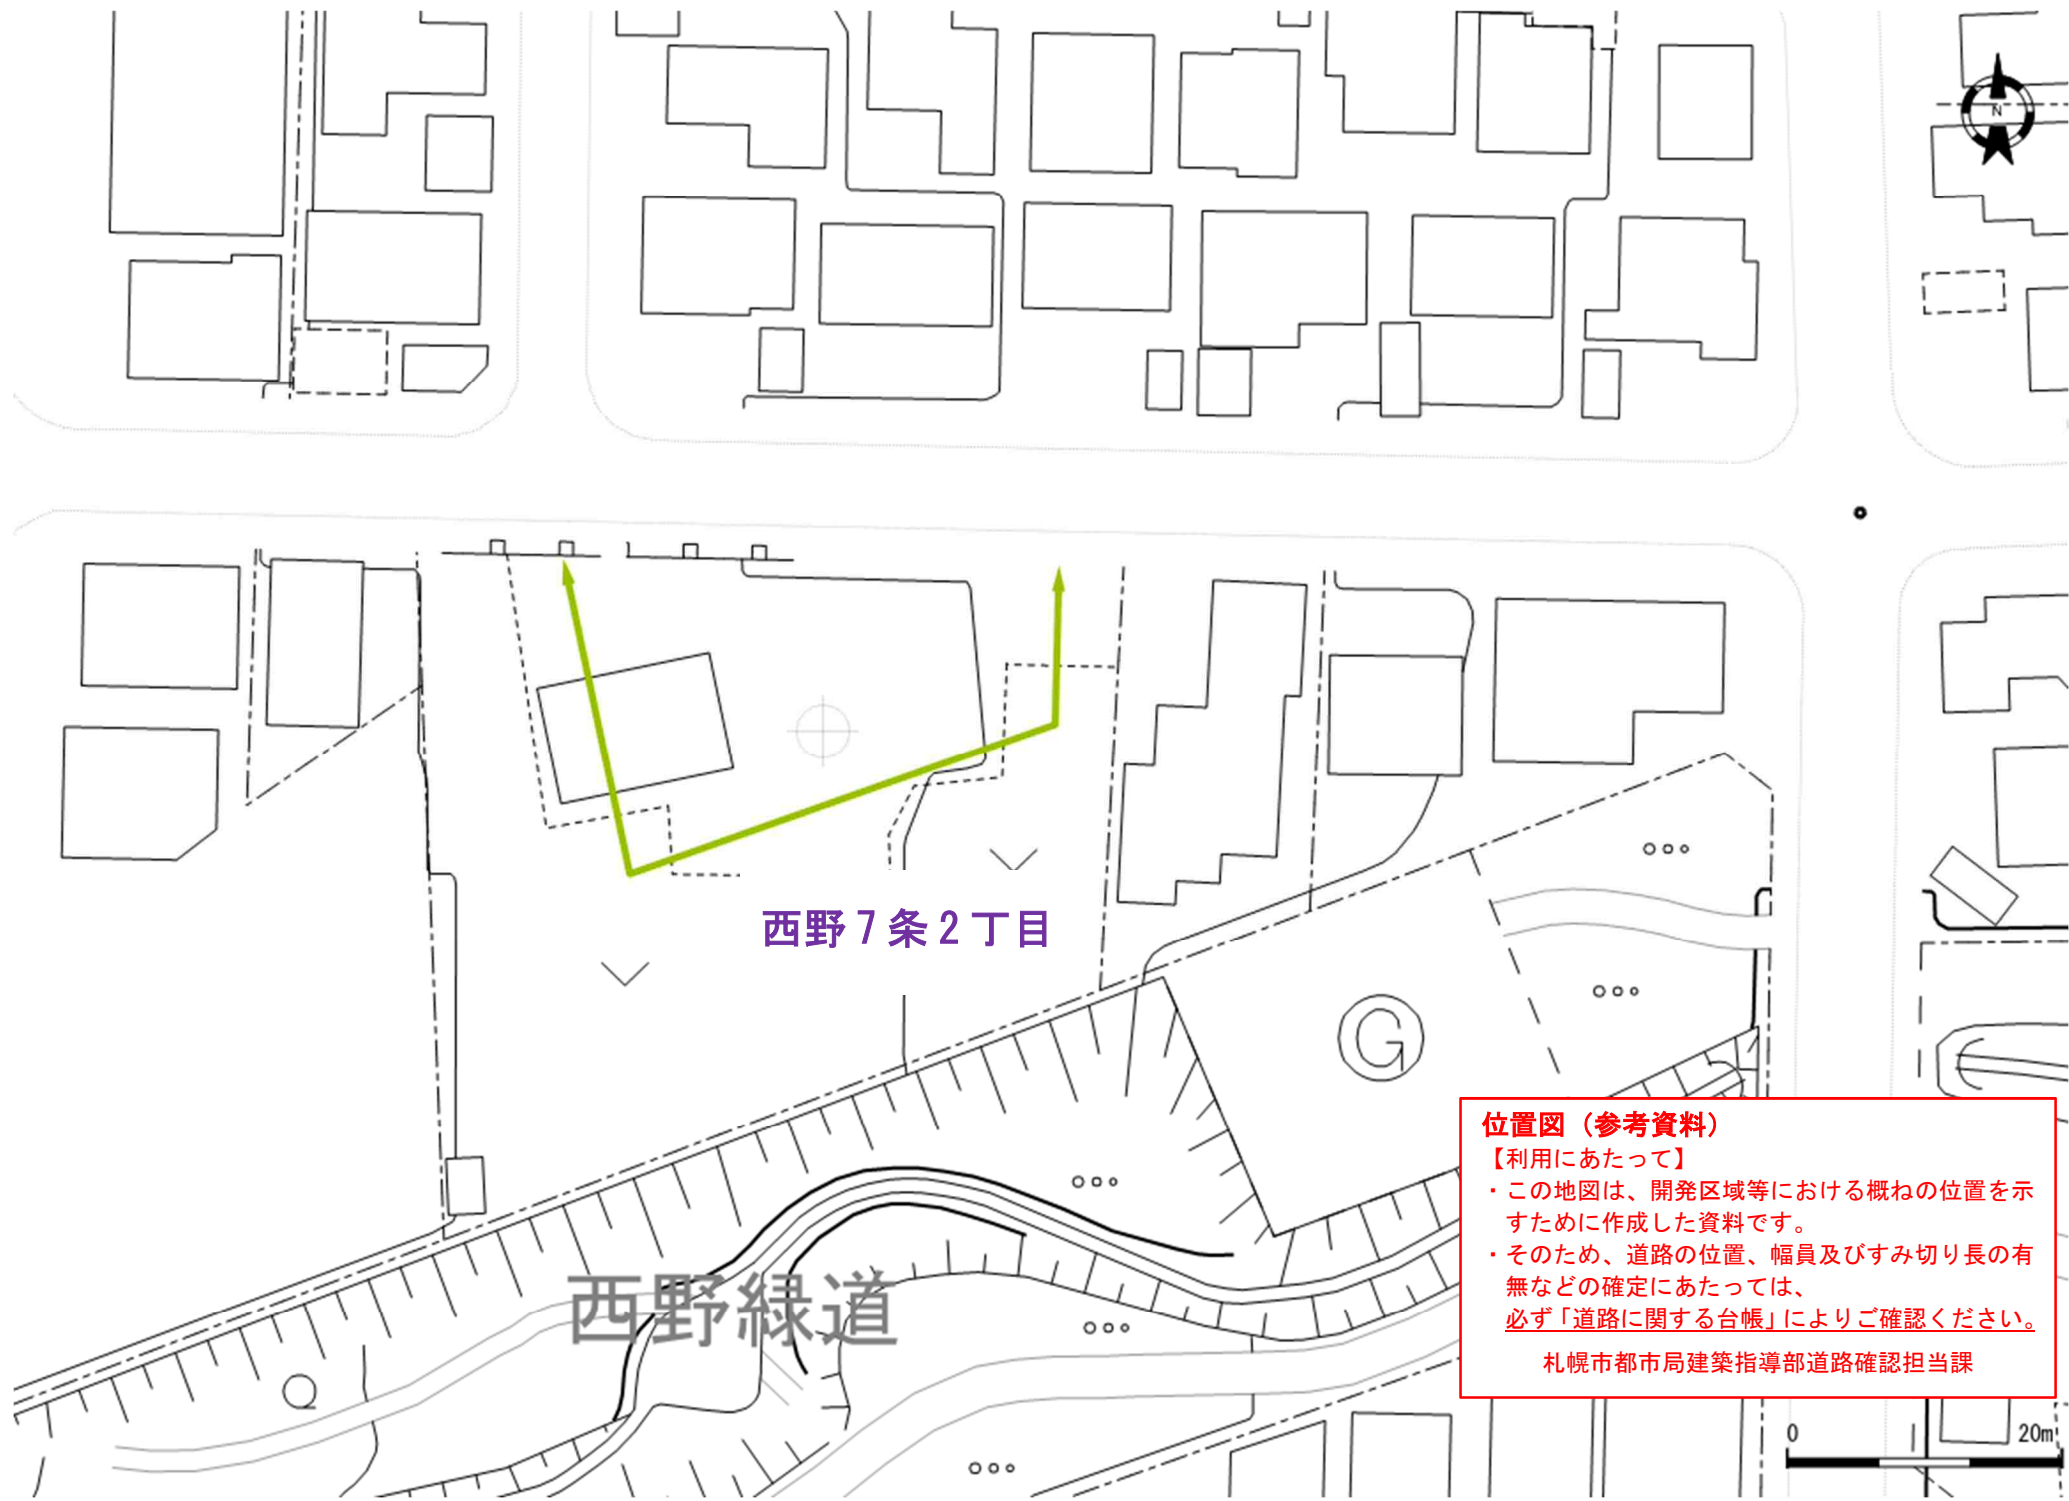 N
西野７条２丁目
G
位置図（参考資料）
【利用にあたって】
・この地図は、開発区域等における概ねの位置を示
すために作成した資料です。
・そのため、道路の位置、幅員及びすみ切り長の有
無などの確定にあたっては、
必ず「道路に関する台帳」によりご確認ください。
札幌市都市局建築指導部道路確認担当課
西野緑道
0 20m